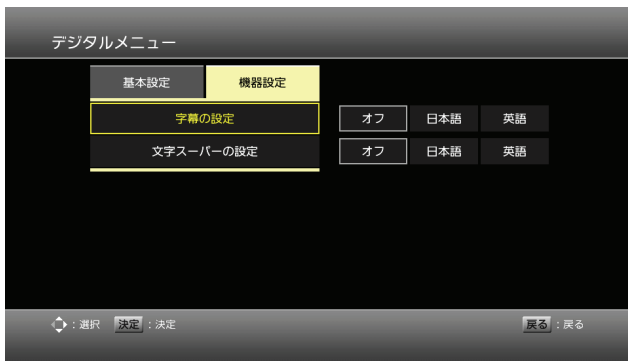 デジタルメニュー
基本設定 機器設定
字幕の設定 オフ 日本語 英語
文字スーパーの設定 オフ 日本語 英語
：選択 決定：決定 戻る：戻る